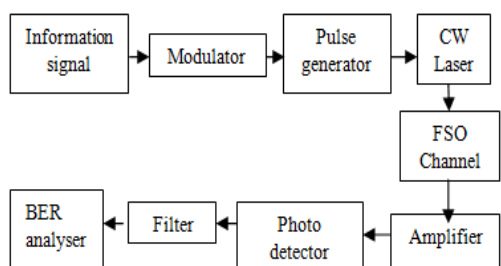 Information
signal
Modulator
Pulse
generator
CW
Laser
FSO
Channel
BER
analyser
Filter
Photo
detector
Amplifier